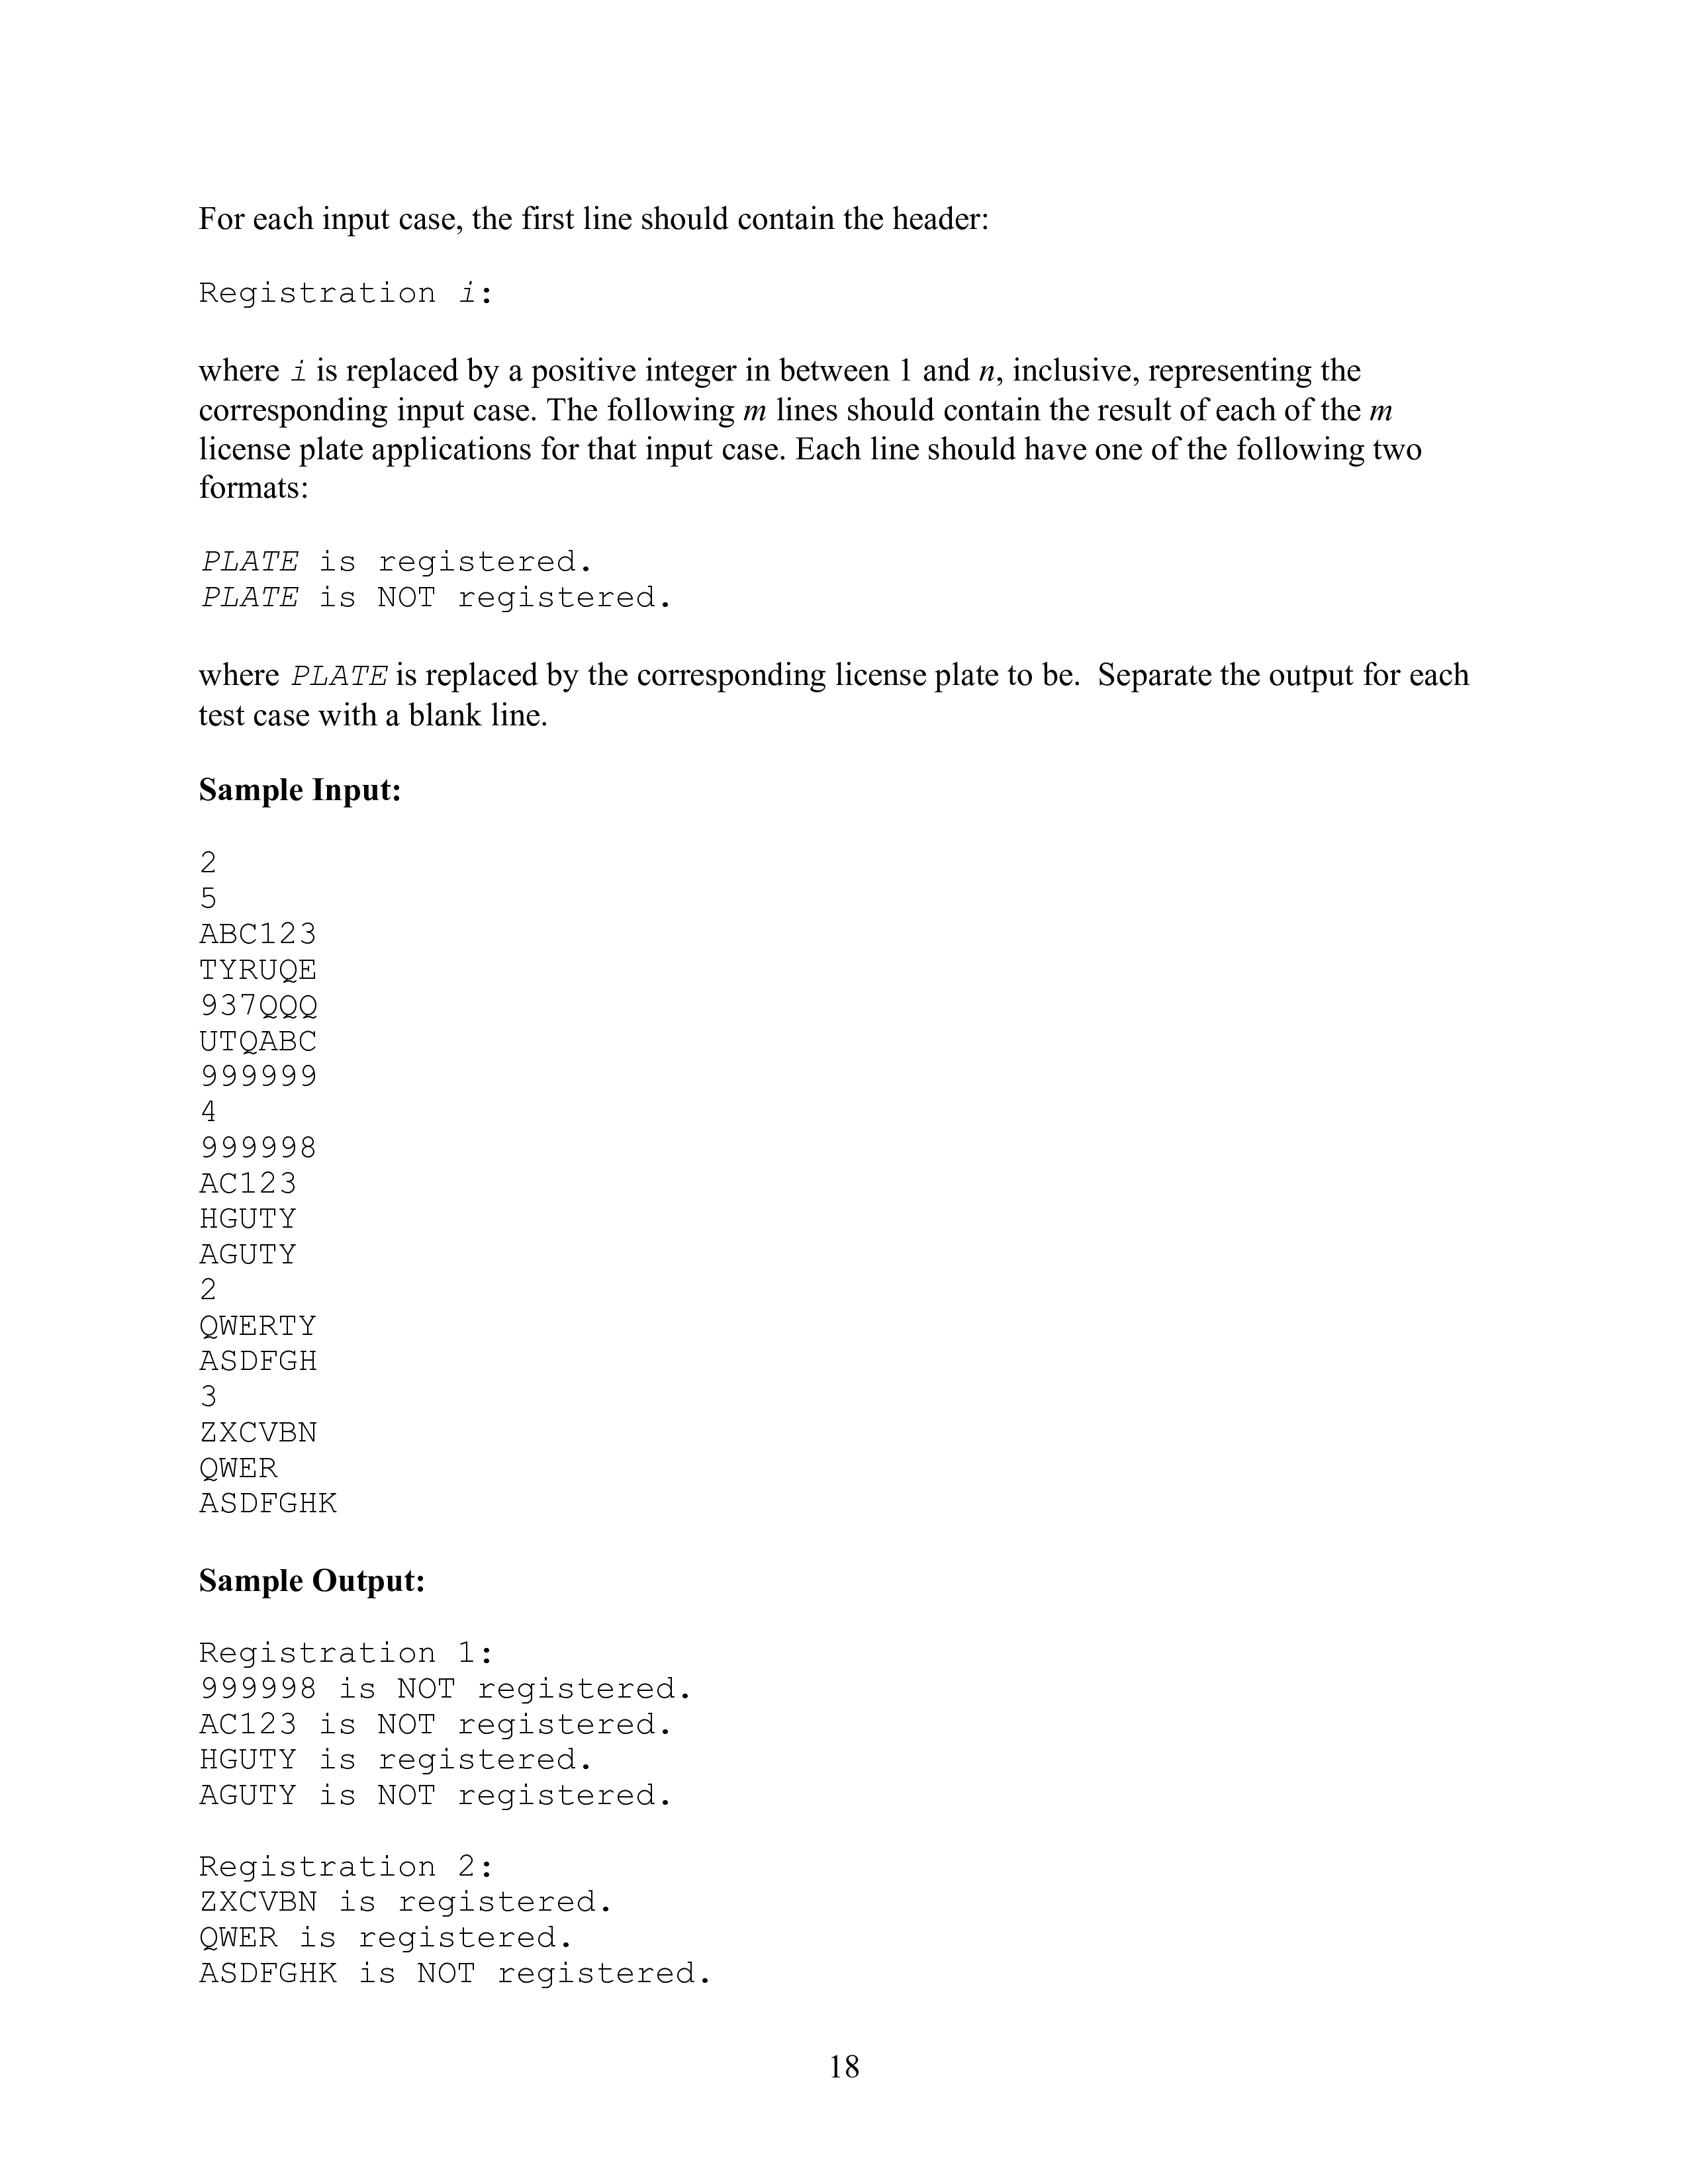 For each input case, the first line should contain the header:
Registration i:
where i is replaced by a positive integer in between 1 and n, inclusive, representing the
corresponding input case. The following m lines should contain the result of each of the m
license plate applications for that input case. Each line should have one of the following two
formats:
PLATE is registered.
PLATE is NOT registered.
where PLATE is replaced by the corresponding license plate to be.  Separate the output for each
test case with a blank line.
Sample Input:
2
5
ABC123
TYRUQE
937QQQ
UTQABC
999999
4
999998
AC123
HGUTY
AGUTY
2
QWERTY
ASDFGH
3
ZXCVBN
QWER
ASDFGHK
Sample Output:
Registration 1:
999998 is NOT registered.
AC123 is NOT registered.
HGUTY is registered.
AGUTY is NOT registered.
Registration 2:
ZXCVBN is registered.
QWER is registered.
ASDFGHK is NOT registered.
18